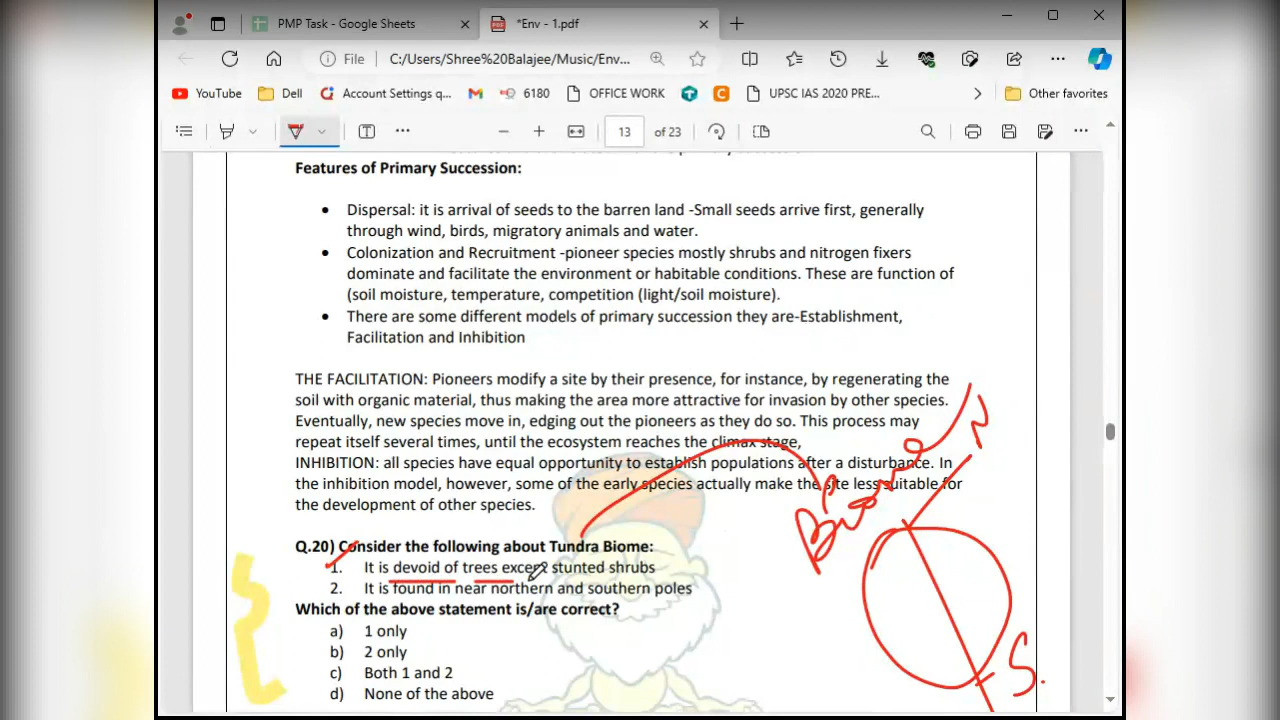 PMP Task - Google Sheets
*Env - 1.pdf
File
C:/Users/Shree%20Balajee/Music/Env...
YouTube
Dell
Account Settings q...
6180
OFFICE WORK
UPSC IAS 2020 PRE...
Other favorites
13 of 23
Features of Primary Succession:
• Dispersal: it is arrival of seeds to the barren land -Small seeds arrive first, generally
through wind, birds, migratory animals and water.
• Colonization and Recruitment -pioneer species mostly shrubs and nitrogen fixers
dominate and facilitate the environment or habitable conditions. These are function of
(soil moisture, temperature, competition (light/soil moisture).
• There are some different models of primary succession they are-Establishment,
Facilitation and Inhibition
THE FACILITATION: Pioneers modify a site by their presence, for instance, by regenerating the
soil with organic material, thus making the area more attractive for invasion by other species.
Eventually, new species move in, edging out the pioneers as they do so. This process may
repeat itself several times, until the ecosystem reaches the climax stage,
INHIBITION: all species have equal opportunity to establish populations after a disturbance. In
the inhibition model, however, some of the early species actually make the site less suitable for
the development of other species.
N
Biome
Q.20) Consider the following about Tundra Biome:
1. It is devoid of trees except stunted shrubs
2. It is found in near northern and southern poles
Which of the above statement is/are correct?
a) 1 only
b) 2 only
c) Both 1 and 2
d) None of the above
S.